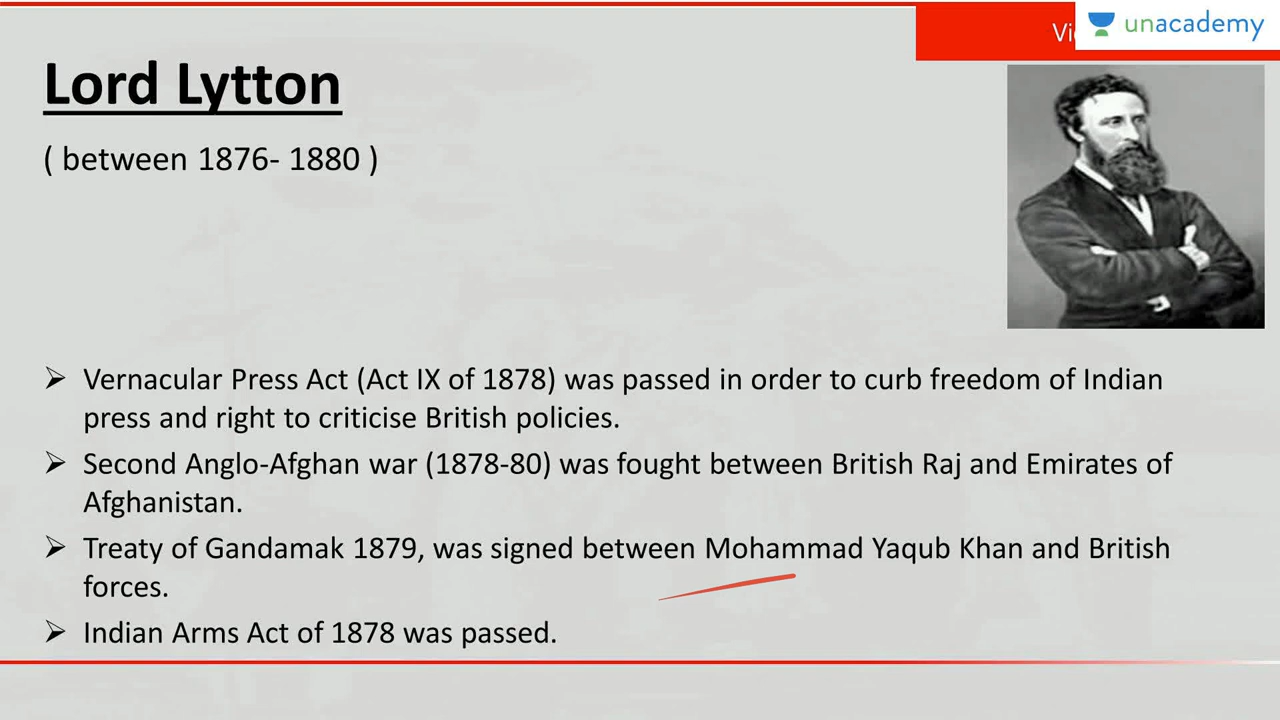 Vi
unacademy
Lord Lytton
( between 1876- 1880 )
➢ Vernacular Press Act (Act IX of 1878) was passed in order to curb freedom of Indian
press and right to criticise British policies.
➢ Second Anglo-Afghan war (1878-80) was fought between British Raj and Emirates of
Afghanistan.
➢ Treaty of Gandamak 1879, was signed between Mohammad Yaqub Khan and British
forces.
➢ Indian Arms Act of 1878 was passed.